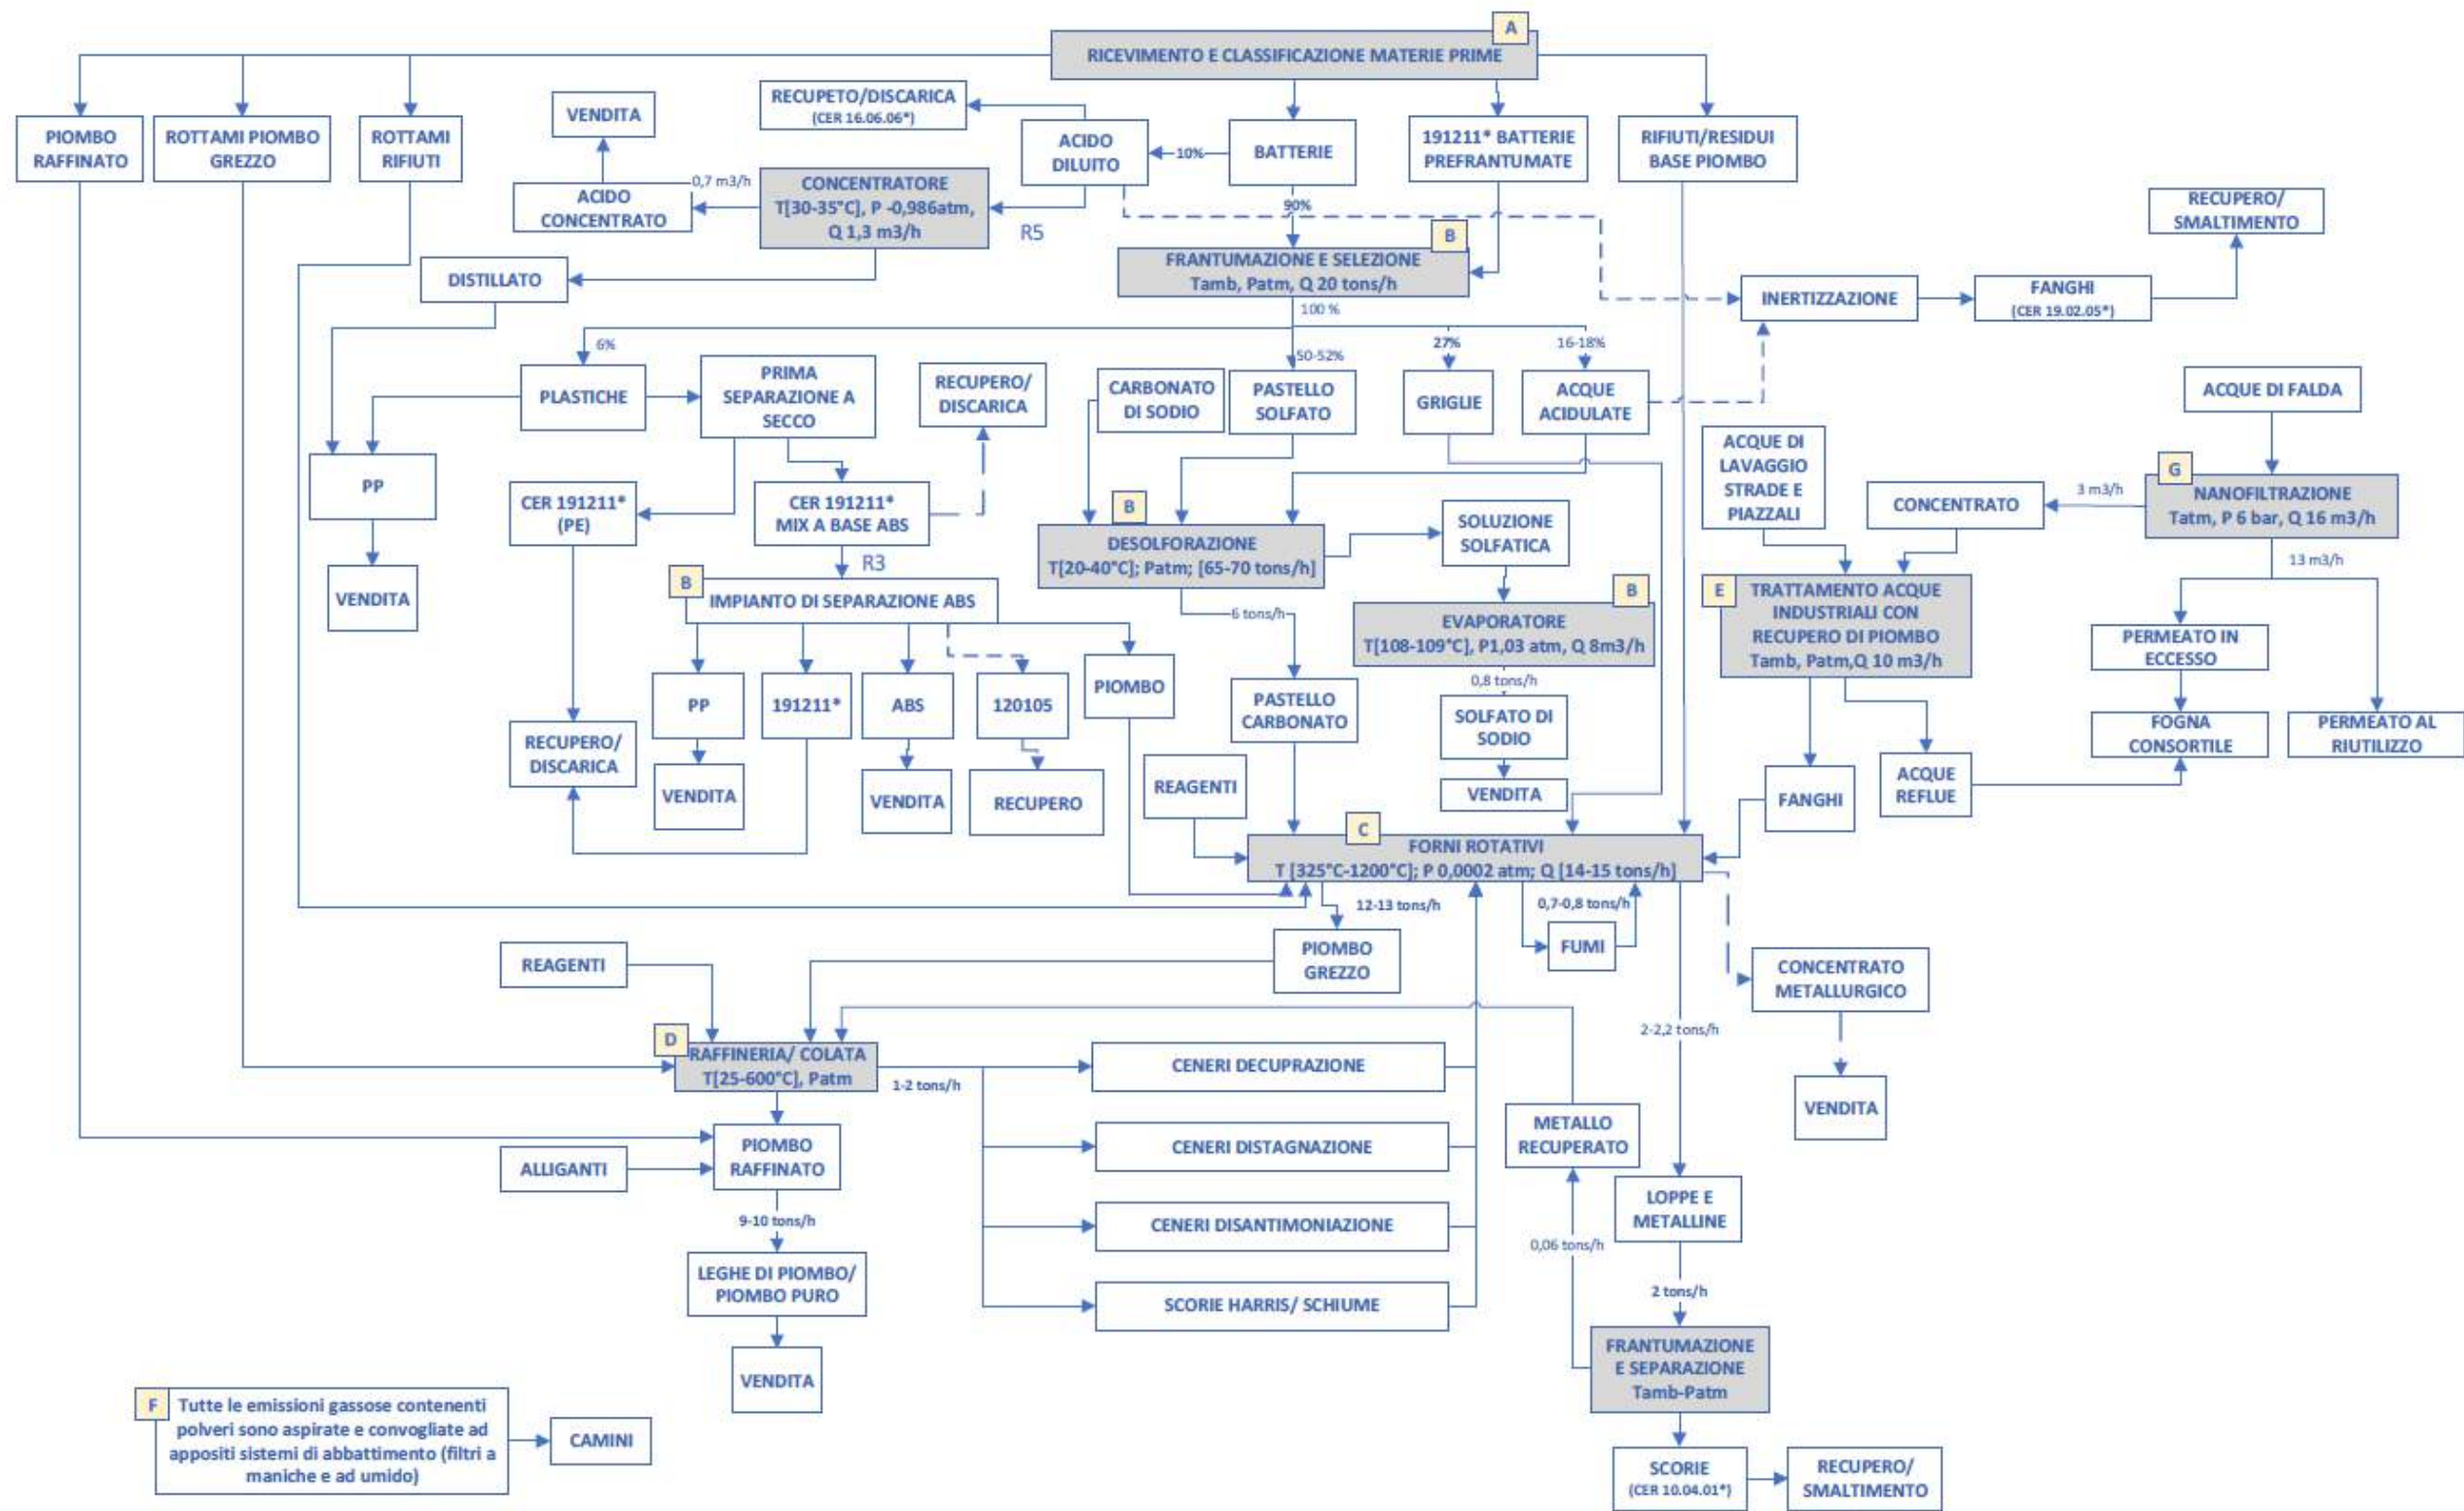 A
RICEVIMENTO E CLASSIFICAZIONE MATERIE PRIME
PIOMBO
RAFFINATO
ROTTAMI PIOMBO
GREZZO
ROTTAMI
RIFIUTI
VENDITA
RECUPETO/DISCARICA
(CER 16.06.06*)
ACIDO
DILUITO
10%
BATTERIE
191211* BATTERIE
PREFRANTUMATE
RIFIUTI/RESIDUI
BASE PIOMBO
ACIDO
CONCENTRATO
0,7 m3/h
CONCENTRATORE
T[30-35°C], P -0,986atm,
Q 1,3 m3/h
R5
90%
B
FRANTUMAZIONE E SELEZIONE
Tamb, Patm, Q 20 tons/h
100 %
RECUPERO/
SMALTIMENTO
DISTILLATO
INERTIZZAZIONE
FANGHI
(CER 19.02.05*)
6%
50-52%
27%
16-18%
PLASTICHE
PRIMA
SEPARAZIONE A
SECCO
RECUPERO/
DISCARICA
CARBONATO
DI SODIO
PASTELLO
SOLFATO
GRIGLIE
ACQUE
ACIDULATE
ACQUE DI FALDA
PP
VENDITA
CER 191211*
(PE)
CER 191211*
MIX A BASE ABS
R3
B
DESOLFORAZIONE
T[20-40°C]; Patm; [65-70 tons/h]
SOLUZIONE
SOLFATICA
ACQUE DI
LAVAGGIO
STRADE E
PIAZZALI
CONCENTRATO
3 m3/h
G
NANOFILTRAZIONE
Tatm, P 6 bar, Q 16 m3/h
13 m3/h
B
IMPIANTO DI SEPARAZIONE ABS
6 tons/h
B
EVAPORATORE
T[108-109°C], P1,03 atm, Q 8m3/h
0,8 tons/h
E
TRATTAMENTO ACQUE
INDUSTRIALI CON
RECUPERO DI PIOMBO
Tamb, Patm,Q 10 m3/h
PERMEATO IN
ECCESSO
FOGNA
CONSORTILE
PERMEATO AL
RIUTILIZZO
RECUPERO/
DISCARICA
PP
191211*
ABS
120105
PIOMBO
PASTELLO
CARBONATO
SOLFATO DI
SODIO
VENDITA
VENDITA
VENDITA
RECUPERO
REAGENTI
FANGHI
ACQUE
REFLUE
C
FORNI ROTATIVI
T [325°C-1200°C]; P 0,0002 atm; Q [14-15 tons/h]
12-13 tons/h
0,7-0,8 tons/h
PIOMBO
GREZZO
FUMI
CONCENTRATO
METALLURGICO
VENDITA
REAGENTI
D
RAFFINERIA/ COLATA
T[25-600°C], Patm
1-2 tons/h
2-2,2 tons/h
CENERI DECUPRAZIONE
CENERI DISTAGNAZIONE
CENERI DISANTIMONIAZIONE
SCORIE HARRIS/ SCHIUME
METALLO
RECUPERATO
0,06 tons/h
LOPPE E
METALLINE
2 tons/h
ALLIGANTI
PIOMBO
RAFFINATO
9-10 tons/h
LEGHE DI PIOMBO/
PIOMBO PURO
VENDITA
FRANTUMAZIONE
E SEPARAZIONE
Tamb-Patm
SCORIE
(CER 10.04.01*)
RECUPERO/
SMALTIMENTO
F
Tutte le emissioni gassose contenenti
polveri sono aspirate e convogliate ad
appositi sistemi di abbattimento (filtri a
maniche e ad umido)
CAMINI